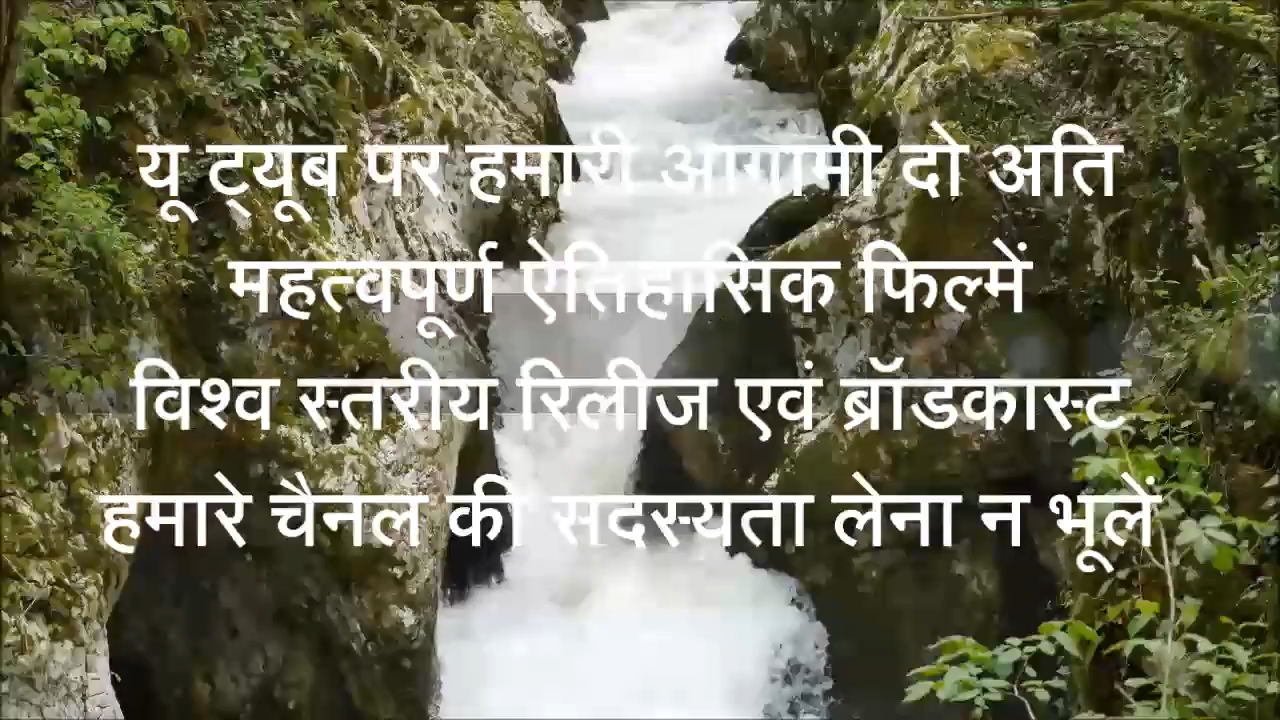 यू ट्यूब पर हमारी आगामी दो अति
महत्वपूर्ण ऐतिहासिक फिल्में
विश्व स्तरीय रिलीज एवं ब्रॉडकास्ट
हमारे चैनल की सदस्यता लेना न भूलें